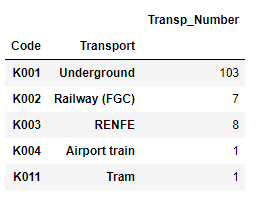 Transp_Number
Code Transport
K001 Underground 103
K002 Railway (FGC) 7
K003 RENFE 8
K004 Airport train 1
K011 Tram 1